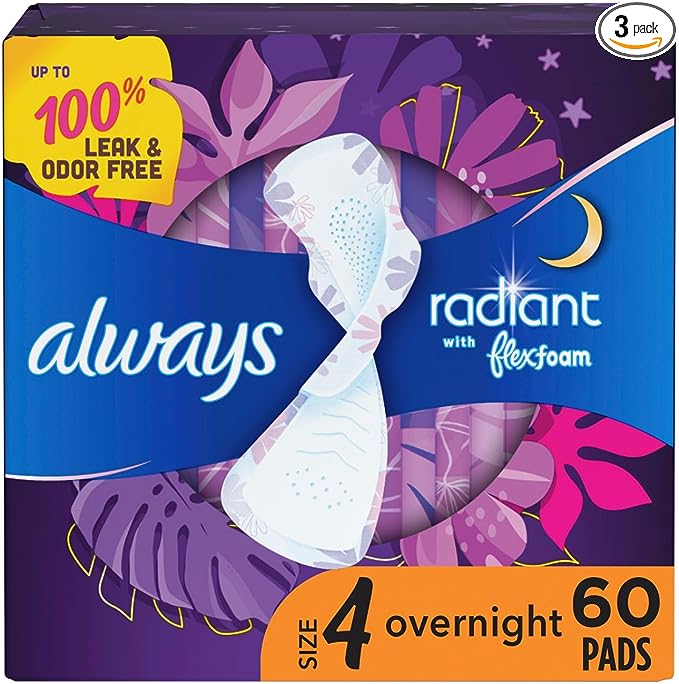 3 pack
UP TO
100%
LEAK &
ODOR FREE
always
radiant
with flexfoam
SIZE 4 overnight 60
PADS